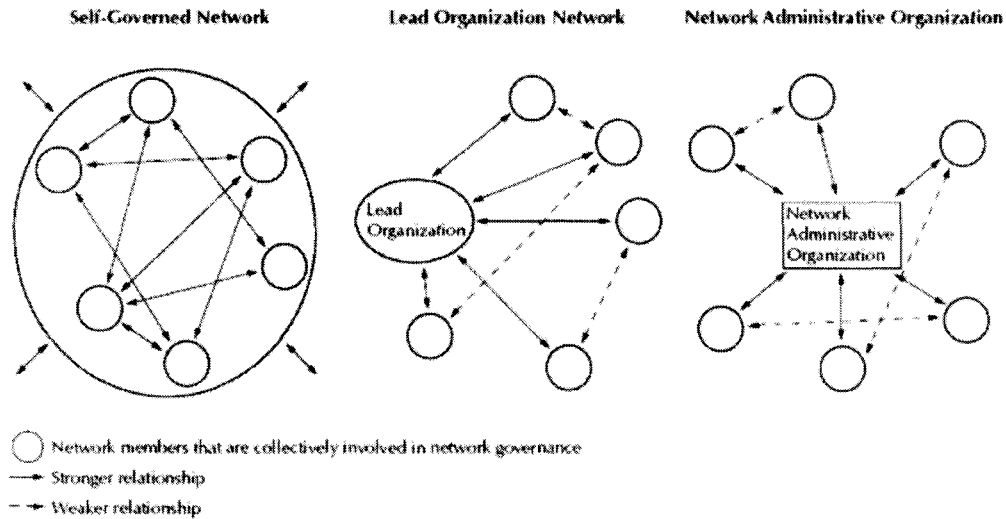 Self-Governed Network
Lead Organization Network
Network Administrative Organization
Lead
Organization
Network
Administrative
Organization
Network members that are collectively involved in network governance
Stronger relationship
Weaker relationship